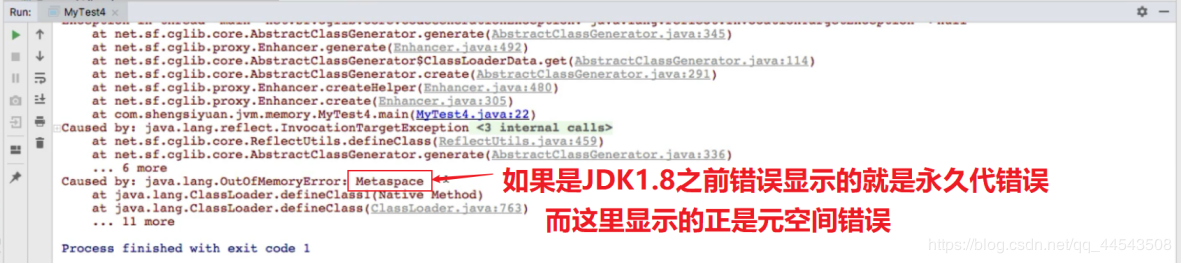 Run: MyTest4 ×
at net.sf.cglib.core.AbstractClassGenerator.generate(AbstractClassGenerator.java:345)
at net.sf.cglib.proxy.Enhancer.generate(Enhancer.java:492)
at net.sf.cglib.core.AbstractClassGenerator$ClassLoaderData.get(AbstractClassGenerator.java:114)
at net.sf.cglib.core.AbstractClassGenerator.create(AbstractClassGenerator.java:291)
at net.sf.cglib.proxy.Enhancer.createHelper(Enhancer.java:480)
at net.sf.cglib.proxy.Enhancer.create(Enhancer.java:305)
at com.shengsiyuan.jvm.memory.MyTest4.main(MyTest4.java:22)
Caused by: java.lang.reflect.InvocationTargetException <3 internal calls>
at net.sf.cglib.core.ReflectUtils.defineClass(ReflectUtils.java:459)
at net.sf.cglib.core.AbstractClassGenerator.generate(AbstractClassGenerator.java:336)
... 6 more
Caused by: java.lang.OutOfMemoryError: Metaspace
at java.lang.ClassLoader.defineClass1(Native Method)
at java.lang.ClassLoader.defineClass(ClassLoader.java:763)
... 11 more
如果是JDK1.8之前错误显示的就是永久代错误
而这里显示的正是元空间错误
Process finished with exit code 1
https://blog.csdn.net/qq_44543508